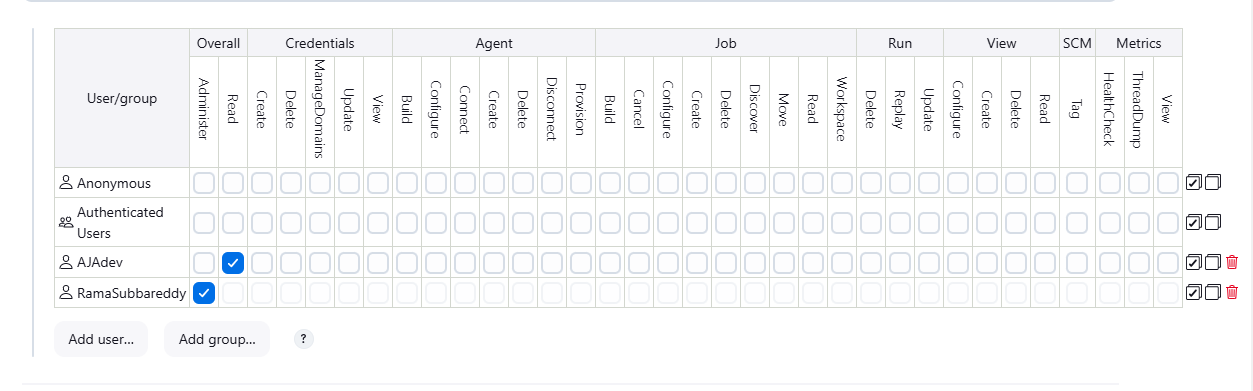 User/group
Overall
Credentials
Agent
Job
Run
View
SCM
Metrics
Administer
Read
Create
Delete
ManageDomains
Update
View
Build
Configure
Connect
Create
Delete
Disconnect
Provision
Build
Cancel
Configure
Create
Delete
Discover
Move
Read
Workspace
Delete
Replay
Update
Configure
Create
Delete
Read
Tag
HealthCheck
ThreadDump
View
Anonymous
Authenticated
Users
AJAdev
RamaSubbareddy
Add user...
Add group...
?